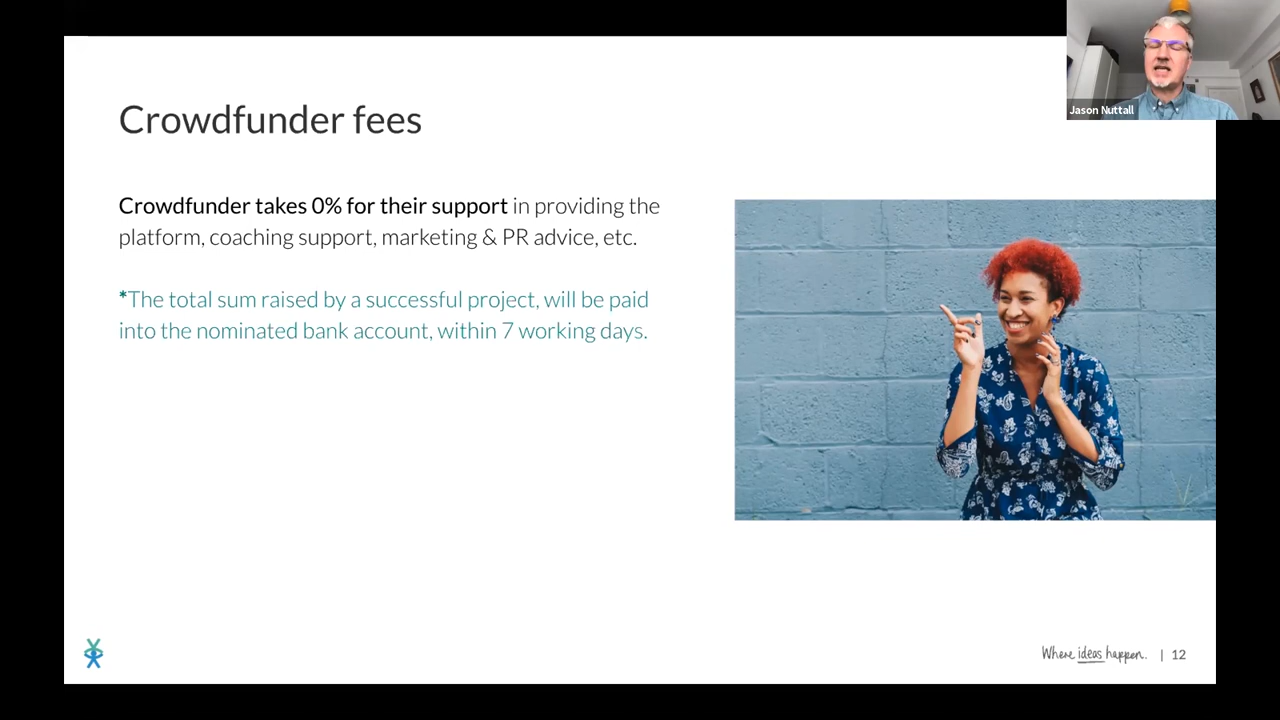 Jason Nuttall
Crowdfunder fees
Crowdfunder takes 0% for their support in providing the
platform, coaching support, marketing & PR advice, etc.
*The total sum raised by a successful project, will be paid
into the nominated bank account, within 7 working days.
Where ideas happen. | 12